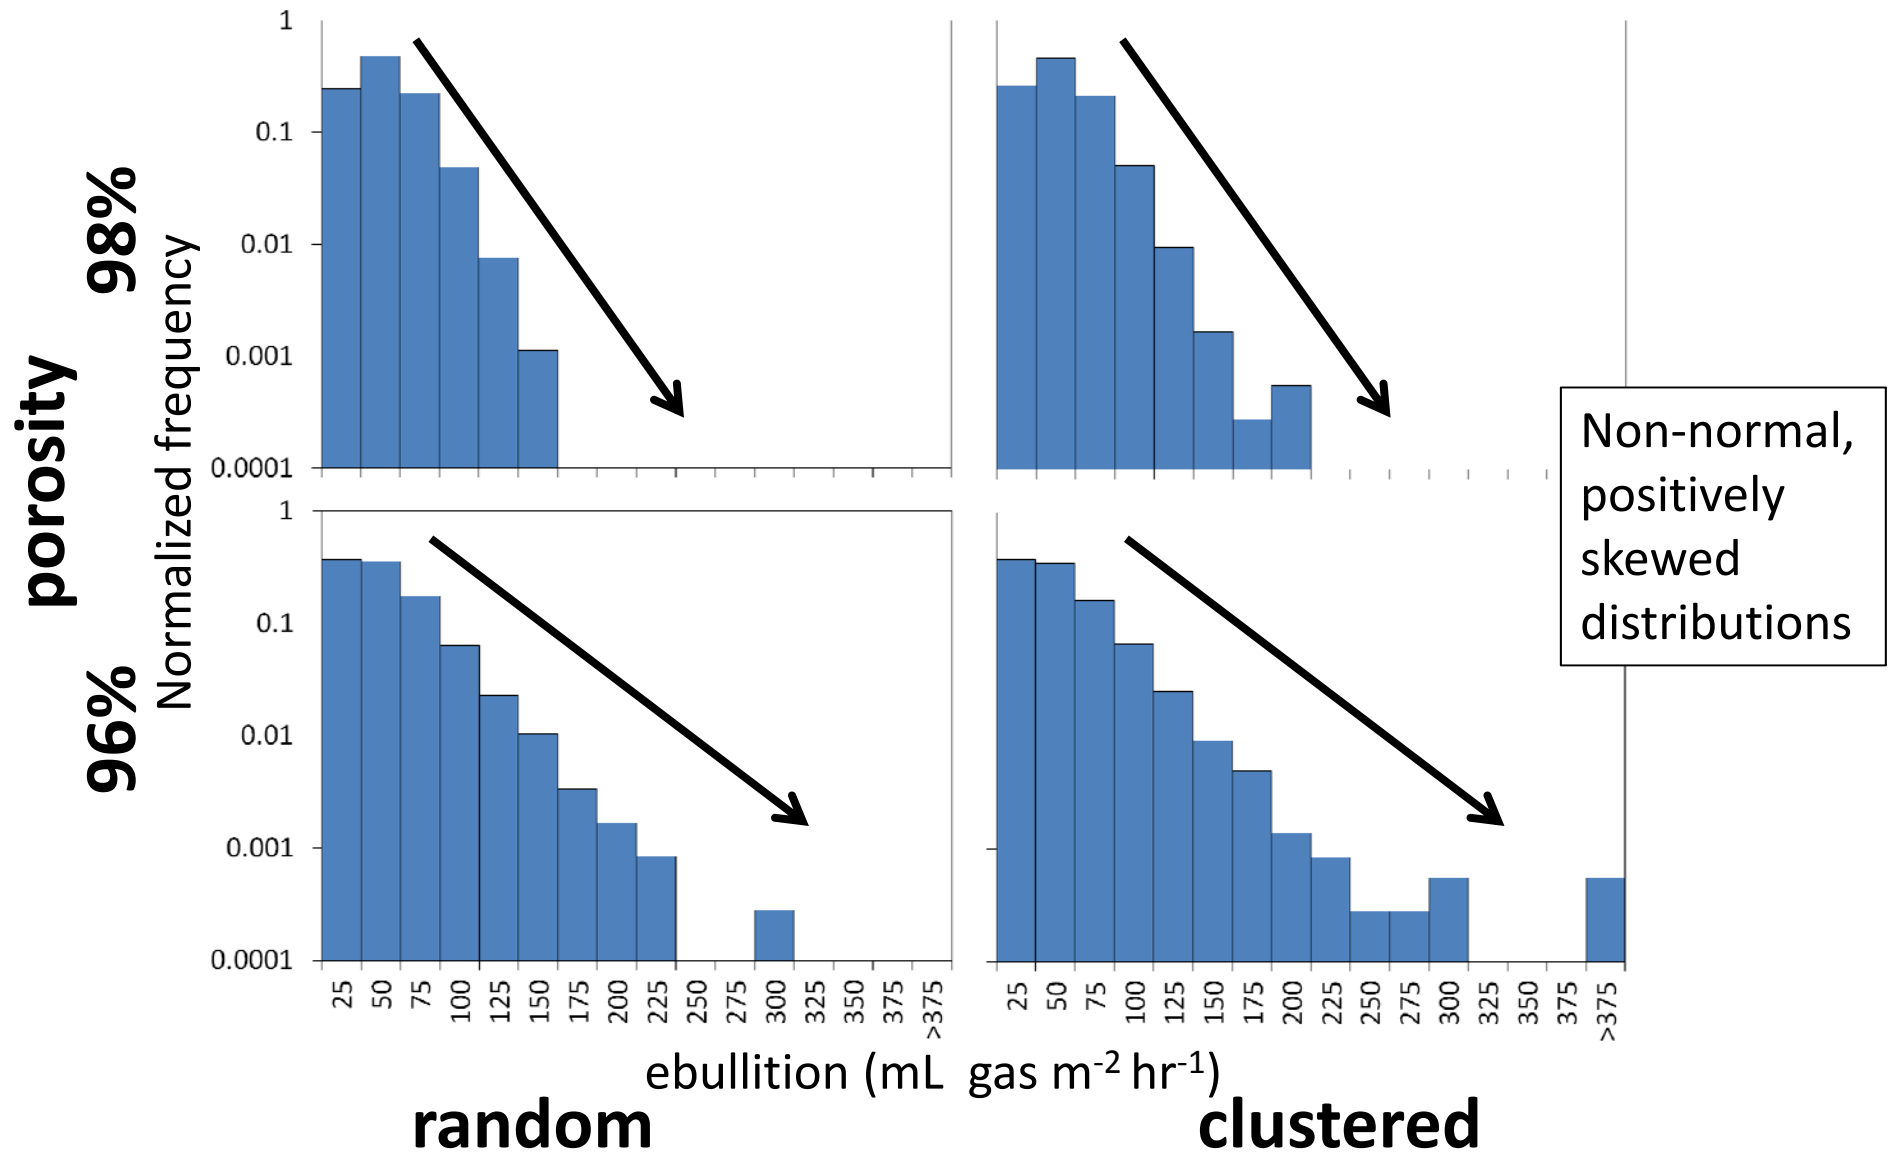 porosity
98%
96%
Normalized frequency
1
0.1
0.01
0.001
0.0001
1
0.1
0.01
0.001
0.0001
25 50 75 100 125 150 175 200 225 250 275 300 325 350 375 >375
25 50 75 100 125 150 175 200 225 250 275 300 325 350 375 >375
Non-normal,
positively
skewed
distributions
ebullition (mL gas m-2 hr-1)
random
clustered